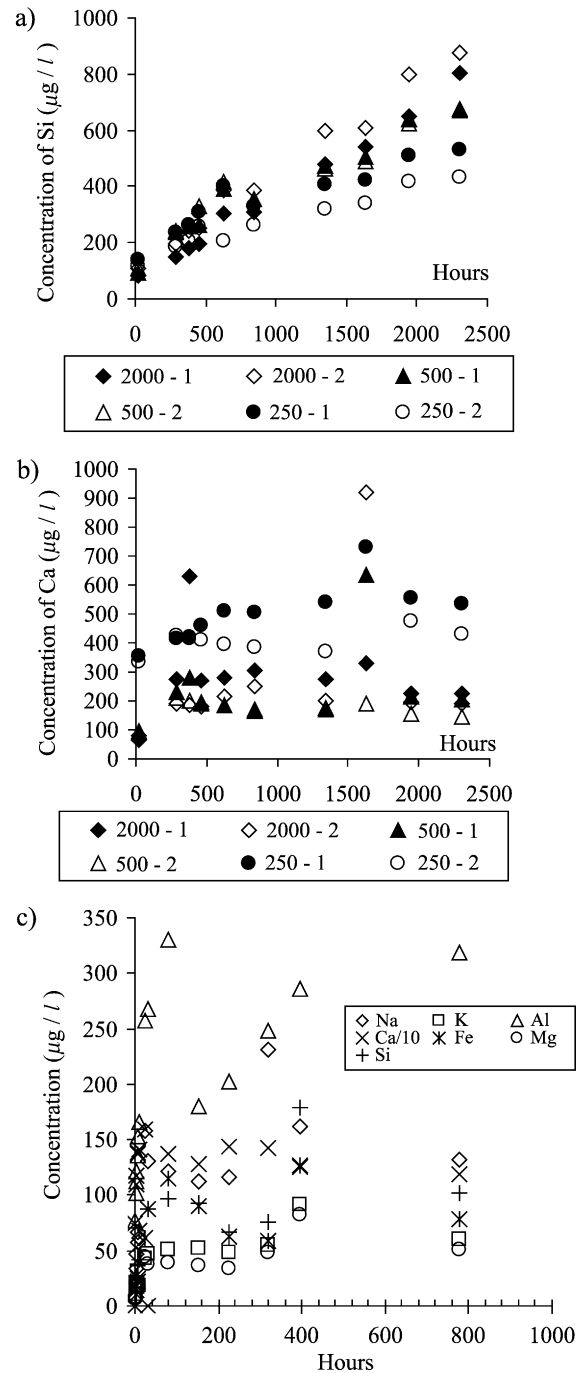 a)
Concentration of Si (µg / l)
1000
800
600
400
200
0
Hours
0 500 1000 1500 2000 2500
2000 - 1 2000 - 2 500 - 1
500 - 2 250 - 1 250 - 2
b)
Concentration of Ca (µg / l)
1000
900
800
700
600
500
400
300
200
100
0
Hours
0 500 1000 1500 2000 2500
2000 - 1 2000 - 2 500 - 1
500 - 2 250 - 1 250 - 2
c)
Concentration (µg / l)
350
300
250
200
150
100
50
0
Na K Al
Ca/10 Fe Mg
Si
0 200 400 600 800 1000
Hours